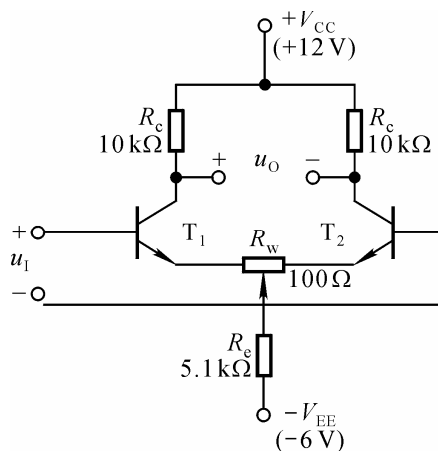 +V_CC
(+12 V)
R_c
10 kΩ
R_c
10 kΩ
+ u_O −
+
T_1
R_w
T_2
u_I
100 Ω
−
R_e
5.1 kΩ
−V_EE
(−6 V)